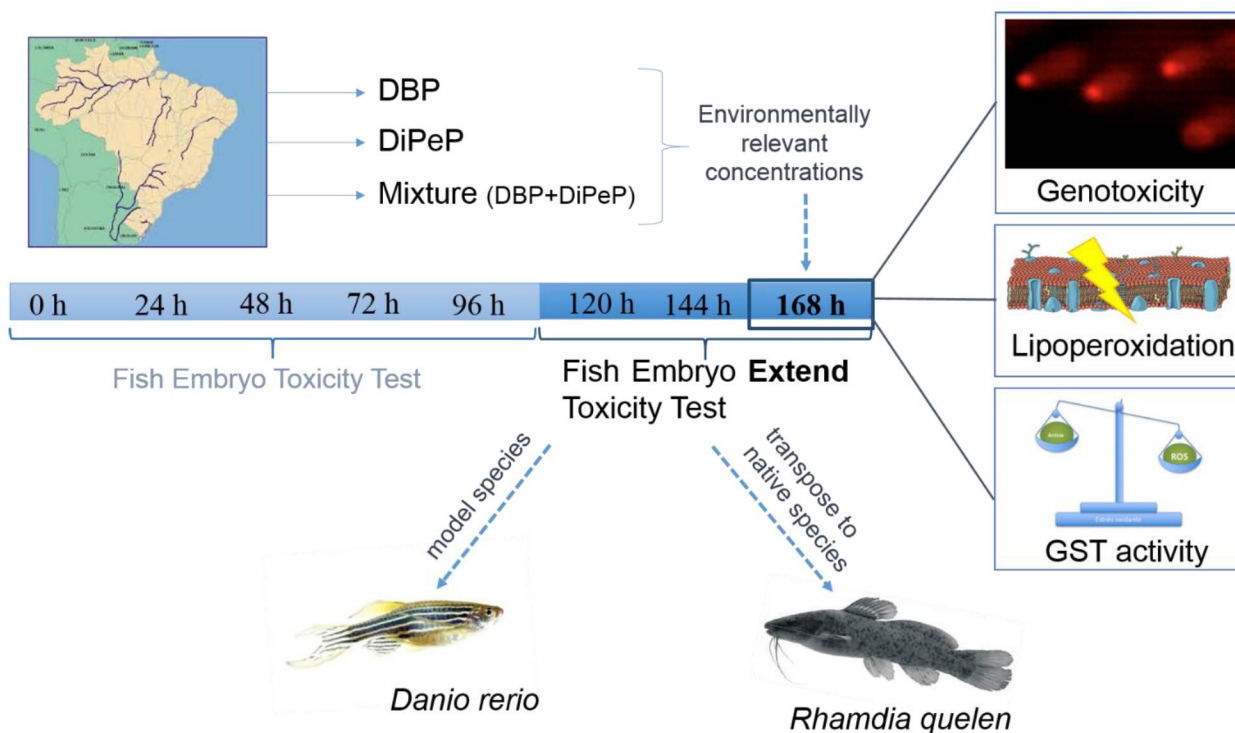 DBP
DiPeP
Mixture (DBP+DiPeP)
Environmentally
relevant
concentrations
Genotoxicity
0 h 24 h 48 h 72 h 96 h 120 h 144 h 168 h
Fish Embryo Toxicity Test
Fish Embryo Extend
Toxicity Test
Lipoperoxidation
ROS
GST activity
model species
transpose to
native species
Danio rerio
Rhamdia quelen